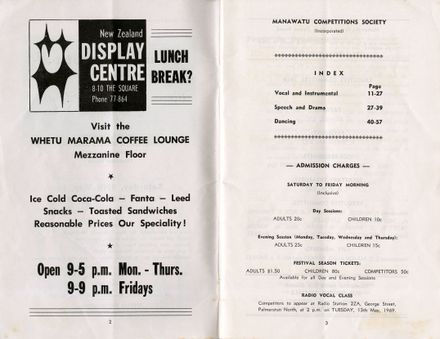 New Zealand
DISPLAY
CENTRE
8-10 THE SQUARE
Phone 77 864
LUNCH
BREAK?
Visit the
WHETU MARAMA COFFEE LOUNGE
Mezzanine Floor
Ice Cold Coca-Cola – Fanta – Leed
Snacks – Toasted Sandwiches
Reasonable Prices Our Speciality!
Open 9-5 p.m. Mon. - Thurs.
9-9 p.m. Fridays
2
MANAWATU COMPETITIONS SOCIETY
(Incorporated)
INDEX
Page
Vocal and Instrumental 11-27
Speech and Drama 27-39
Dancing 40-57
— ADMISSION CHARGES —
SATURDAY TO FRIDAY MORNING
(Inclusive)
Day Sessions:
ADULTS 20c CHILDREN 10c
Evening Session (Monday, Tuesday, Wednesday and Thursday):
ADULTS 25c CHILDREN 15c
FESTIVAL SEASON TICKETS:
ADULTS $1.50 CHILDREN 80c COMPETITORS 50c
Available for all Day and Evening Sessions
RADIO VOCAL CLASS
Competitors to appear at Radio Station 2ZA, George Street,
Palmerston North, at 2 p.m. on TUESDAY, 13th May, 1969.
3